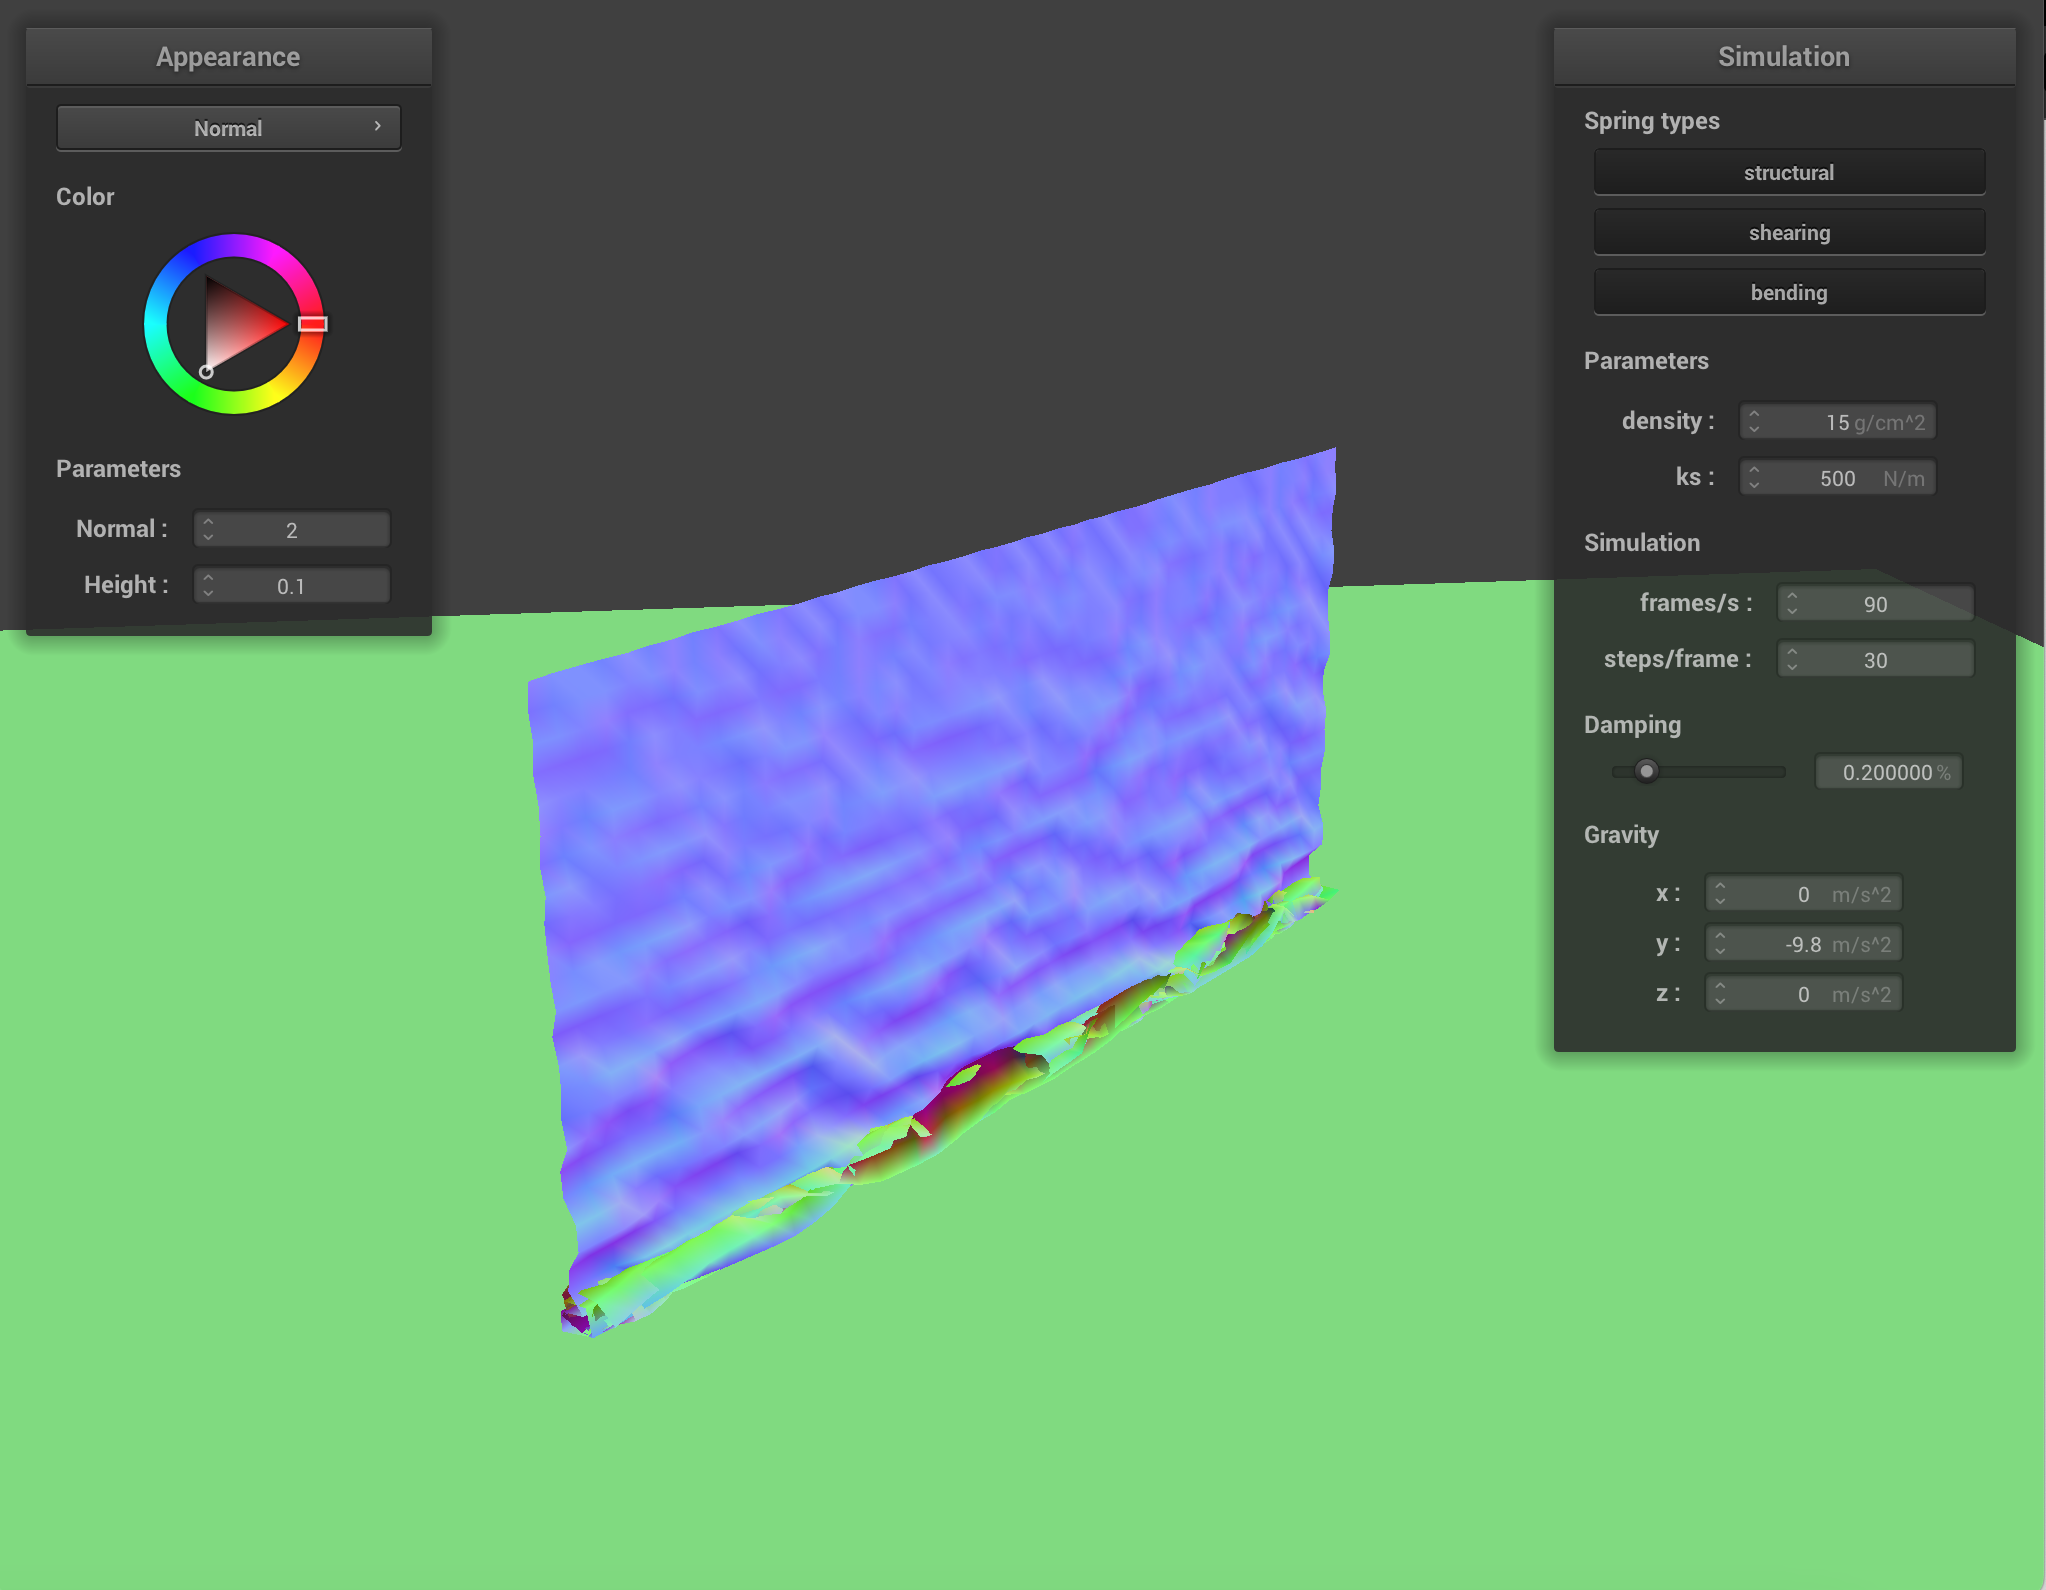 Appearance
Normal
Color
Parameters
Normal : 2
Height : 0.1
Simulation
Spring types
structural
shearing
bending
Parameters
density : 15 g/cm^2
ks : 500 N/m
Simulation
frames/s : 90
steps/frame : 30
Damping
0.200000 %
Gravity
x : 0 m/s^2
y : -9.8 m/s^2
z : 0 m/s^2